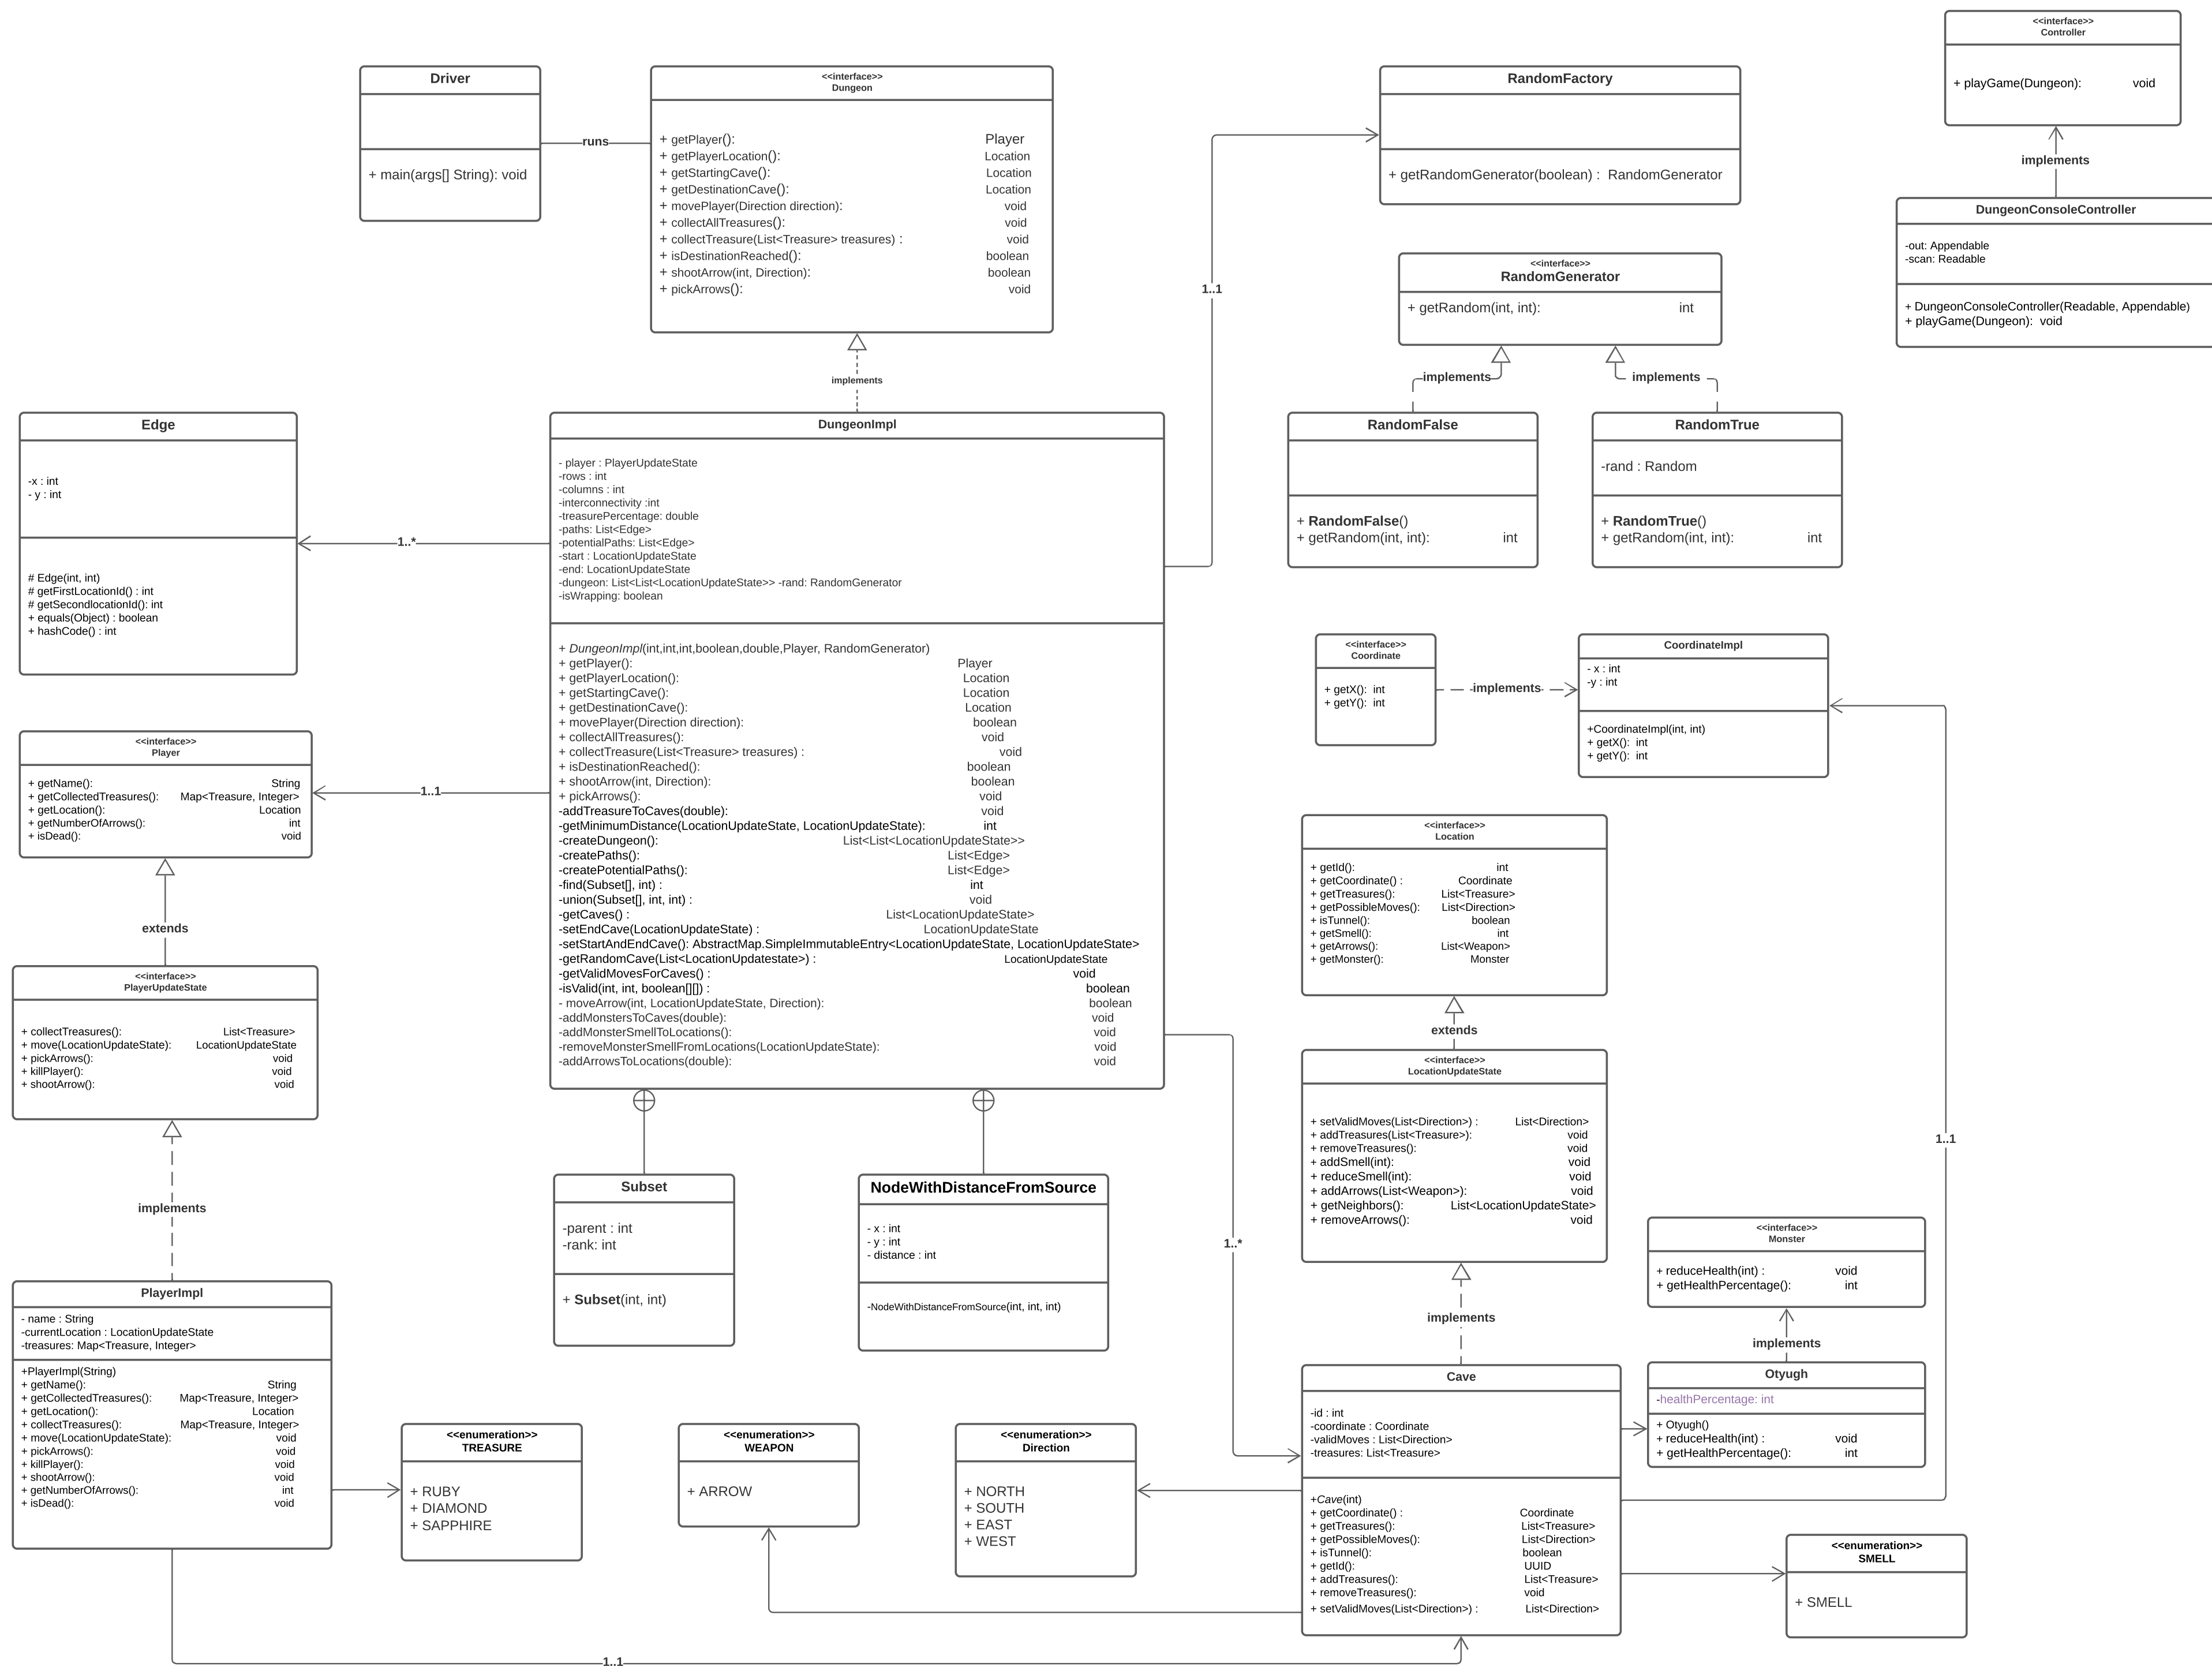 <<interface>>
Controller
+ playGame(Dungeon): void
implements
DungeonConsoleController
-out: Appendable
-scan: Readable
+ DungeonConsoleController(Readable, Appendable)
+ playGame(Dungeon): void
Driver
+ main(args[] String): void
runs
<<interface>>
Dungeon
+ getPlayer(): Player
+ getPlayerLocation(): Location
+ getStartingCave(): Location
+ getDestinationCave(): Location
+ movePlayer(Direction direction): void
+ collectAllTreasures(): void
+ collectTreasure(List<Treasure> treasures) : void
+ isDestinationReached(): boolean
+ shootArrow(int, Direction): boolean
+ pickArrows(): void
implements
RandomFactory
+ getRandomGenerator(boolean) : RandomGenerator
1..1
<<interface>>
RandomGenerator
+ getRandom(int, int): int
implements
implements
RandomFalse
+ RandomFalse()
+ getRandom(int, int): int
RandomTrue
-rand : Random
+ RandomTrue()
+ getRandom(int, int): int
Edge
-x : int
- y : int
# Edge(int, int)
# getFirstLocationId() : int
# getSecondlocationId(): int
+ equals(Object) : boolean
+ hashCode() : int
1..*
DungeonImpl
- player : PlayerUpdateState
-rows : int
-columns : int
-interconnectivity :int
-treasurePercentage: double
-paths: List<Edge>
-potentialPaths: List<Edge>
-start : LocationUpdateState
-end: LocationUpdateState
-dungeon: List<List<LocationUpdateState>> -rand: RandomGenerator
-isWrapping: boolean
+ DungeonImpl(int,int,int,boolean,double,Player, RandomGenerator)
+ getPlayer(): Player
+ getPlayerLocation(): Location
+ getStartingCave(): Location
+ getDestinationCave(): Location
+ movePlayer(Direction direction): boolean
+ collectAllTreasures(): void
+ collectTreasure(List<Treasure> treasures) : void
+ isDestinationReached(): boolean
+ shootArrow(int, Direction): boolean
+ pickArrows(): void
-addTreasureToCaves(double): void
-getMinimumDistance(LocationUpdateState, LocationUpdateState): int
-createDungeon(): List<List<LocationUpdateState>>
-createPaths(): List<Edge>
-createPotentialPaths(): List<Edge>
-find(Subset[], int) : int
-union(Subset[], int, int) : void
-getCaves() : List<LocationUpdateState>
-setEndCave(LocationUpdateState) : LocationUpdateState
-setStartAndEndCave(): AbstractMap.SimpleImmutableEntry<LocationUpdateState, LocationUpdateState>
-getRandomCave(List<LocationUpdatestate>) : LocationUpdateState
-getValidMovesForCaves() : void
-isValid(int, int, boolean[][]) : boolean
- moveArrow(int, LocationUpdateState, Direction): boolean
-addMonstersToCaves(double): void
-addMonsterSmellToLocations(): void
-removeMonsterSmellFromLocations(LocationUpdateState): void
-addArrowsToLocations(double): void
<<interface>>
Coordinate
+ getX(): int
+ getY(): int
implements
CoordinateImpl
- x : int
-y : int
+CoordinateImpl(int, int)
+ getX(): int
+ getY(): int
<<interface>>
Player
+ getName(): String
+ getCollectedTreasures(): Map<Treasure, Integer>
+ getLocation(): Location
+ getNumberOfArrows(): int
+ isDead(): void
1..1
extends
<<interface>>
PlayerUpdateState
+ collectTreasures(): List<Treasure>
+ move(LocationUpdateState): LocationUpdateState
+ pickArrows(): void
+ killPlayer(): void
+ shootArrow(): void
implements
<<interface>>
Location
+ getId(): int
+ getCoordinate() : Coordinate
+ getTreasures(): List<Treasure>
+ getPossibleMoves(): List<Direction>
+ isTunnel(): boolean
+ getSmell(): int
+ getArrows(): List<Weapon>
+ getMonster(): Monster
extends
<<interface>>
LocationUpdateState
+ setValidMoves(List<Direction>) : List<Direction>
+ addTreasures(List<Treasure>): void
+ removeTreasures(): void
+ addSmell(int): void
+ reduceSmell(int): void
+ addArrows(List<Weapon>): void
+ getNeighbors(): List<LocationUpdateState>
+ removeArrows(): void
implements
1..1
1..*
Subset
-parent : int
-rank: int
+ Subset(int, int)
NodeWithDistanceFromSource
- x : int
- y : int
- distance : int
-NodeWithDistanceFromSource(int, int, int)
<<interface>>
Monster
+ reduceHealth(int) : void
+ getHealthPercentage(): int
implements
Otyugh
-healthPercentage: int
+ Otyugh()
+ reduceHealth(int) : void
+ getHealthPercentage(): int
PlayerImpl
- name : String
-currentLocation : LocationUpdateState
-treasures: Map<Treasure, Integer>
+PlayerImpl(String)
+ getName(): String
+ getCollectedTreasures(): Map<Treasure, Integer>
+ getLocation(): Location
+ collectTreasures(): Map<Treasure, Integer>
+ move(LocationUpdateState): void
+ pickArrows(): void
+ killPlayer(): void
+ shootArrow(): void
+ getNumberOfArrows(): int
+ isDead(): void
<<enumeration>>
TREASURE
+ RUBY
+ DIAMOND
+ SAPPHIRE
<<enumeration>>
WEAPON
+ ARROW
<<enumeration>>
Direction
+ NORTH
+ SOUTH
+ EAST
+ WEST
Cave
-id : int
-coordinate : Coordinate
-validMoves : List<Direction>
-treasures: List<Treasure>
+Cave(int)
+ getCoordinate() : Coordinate
+ getTreasures(): List<Treasure>
+ getPossibleMoves(): List<Direction>
+ isTunnel(): boolean
+ getId(): UUID
+ addTreasures(): List<Treasure>
+ removeTreasures(): void
+ setValidMoves(List<Direction>) : List<Direction>
<<enumeration>>
SMELL
+ SMELL
1..1